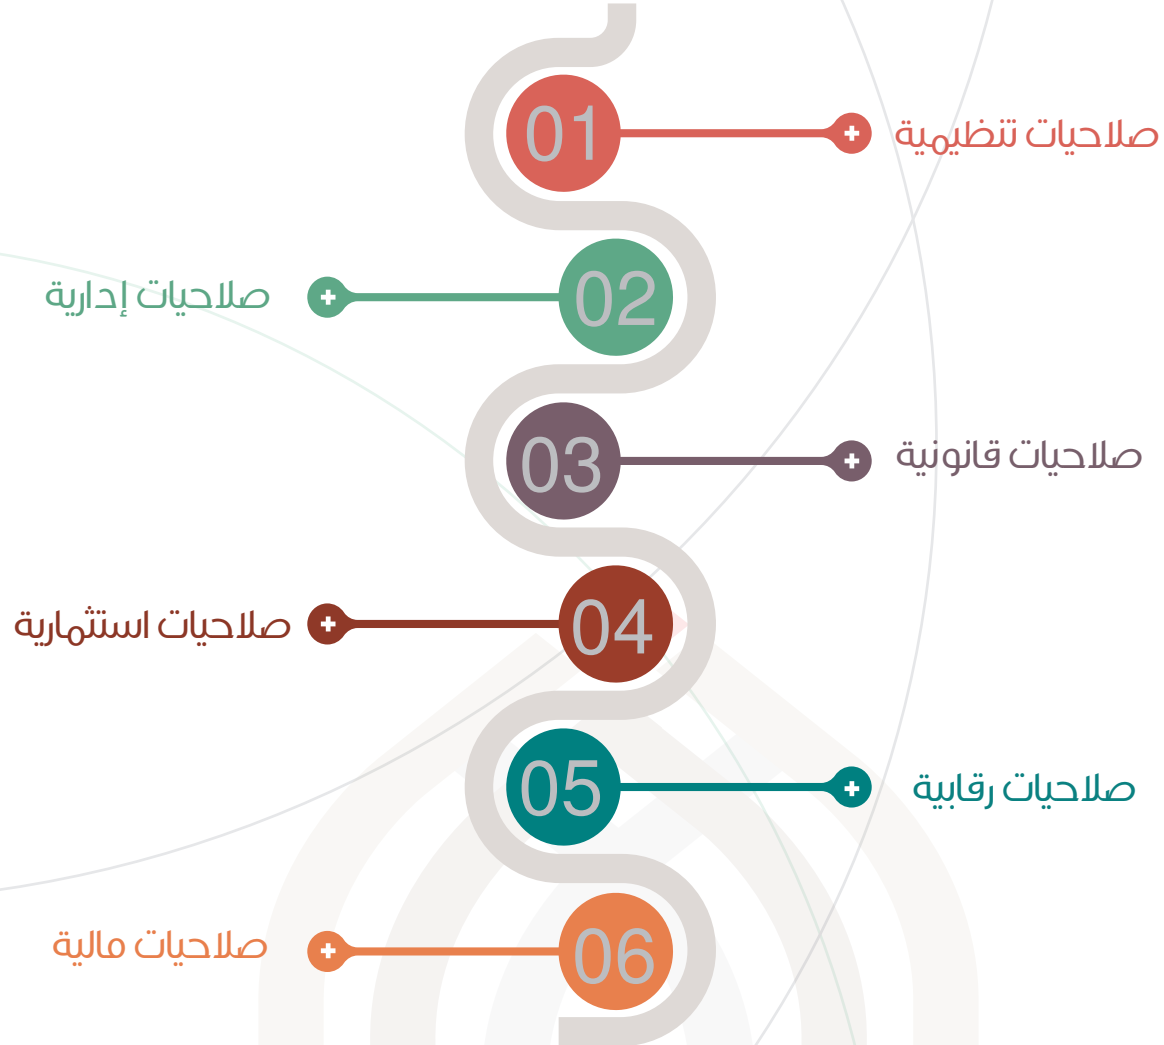 01
صلاحيات تنظيمية
02
صلاحيات إدارية
03
صلاحيات قانونية
04
صلاحيات استثمارية
05
صلاحيات رقابية
06
صلاحيات مالية